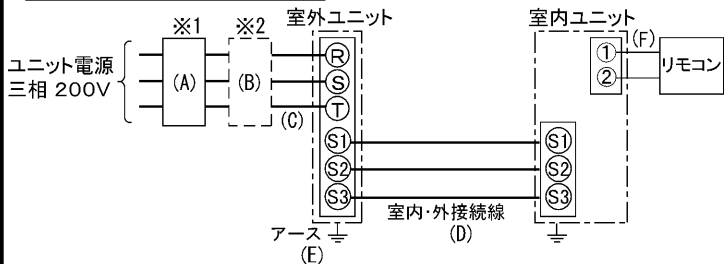 ※1
※2
室外ユニット
室内ユニット
ユニット電源
三相 200V
(A)
(B)
(C)
R
S
T
S1
S2
S3
室内・外接続線
(D)
アース
(E)
①
②
(F)
リモコン
S1
S2
S3